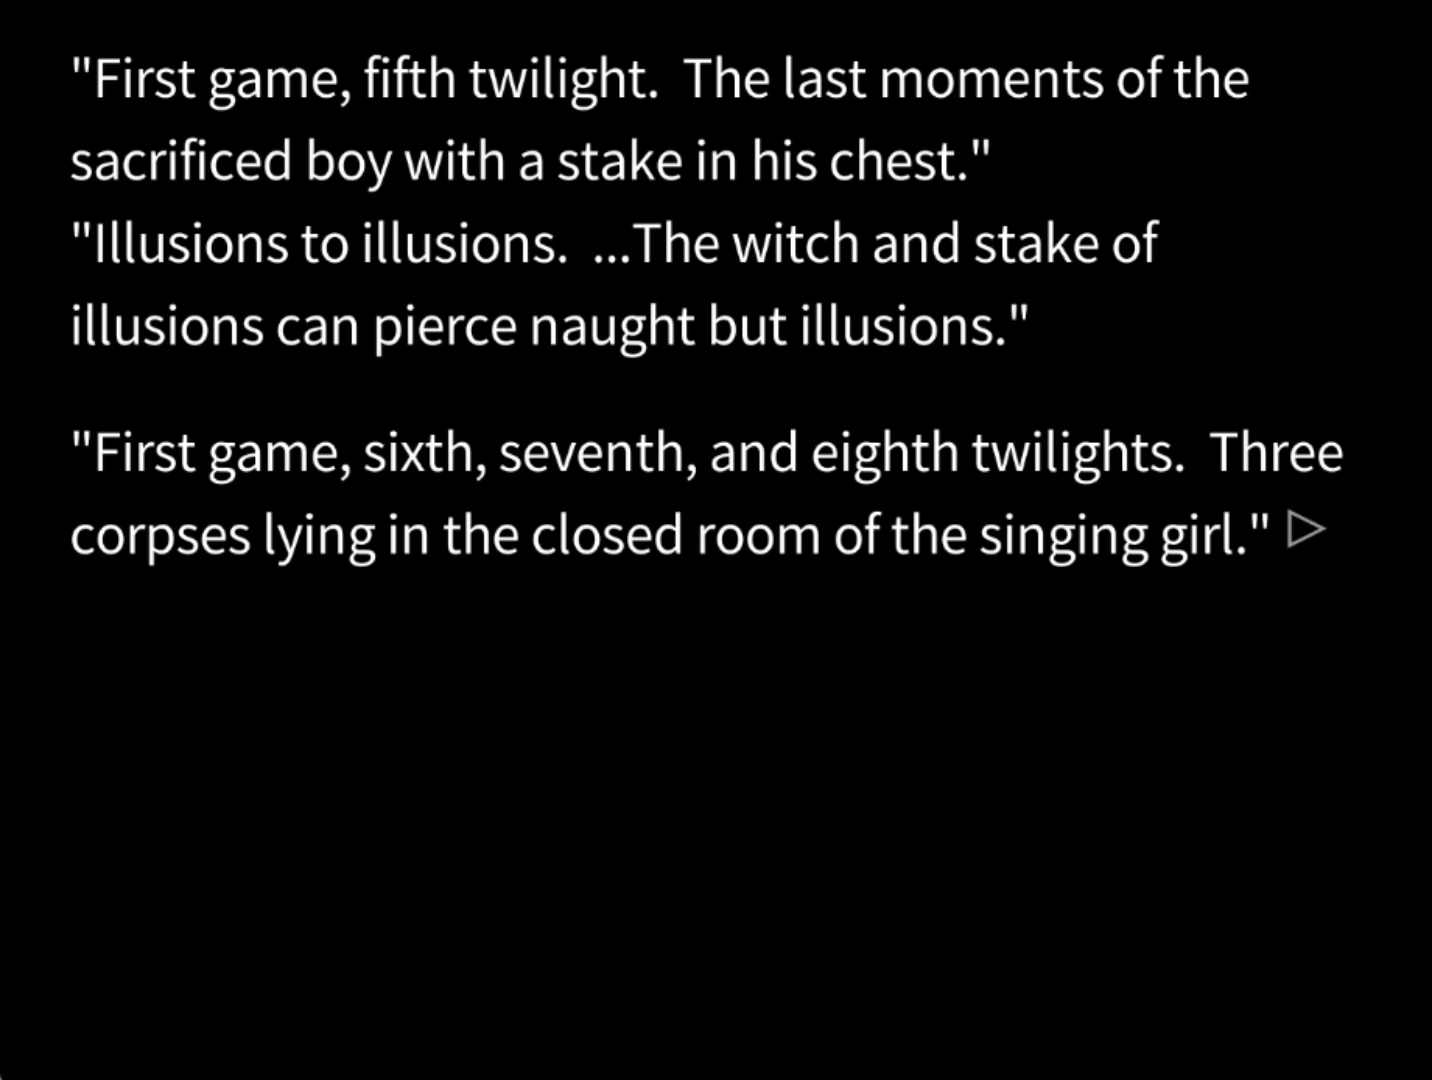 "First game, fifth twilight.  The last moments of the
sacrificed boy with a stake in his chest."
"Illusions to illusions.  ...The witch and stake of
illusions can pierce naught but illusions."
"First game, sixth, seventh, and eighth twilights.  Three
corpses lying in the closed room of the singing girl."